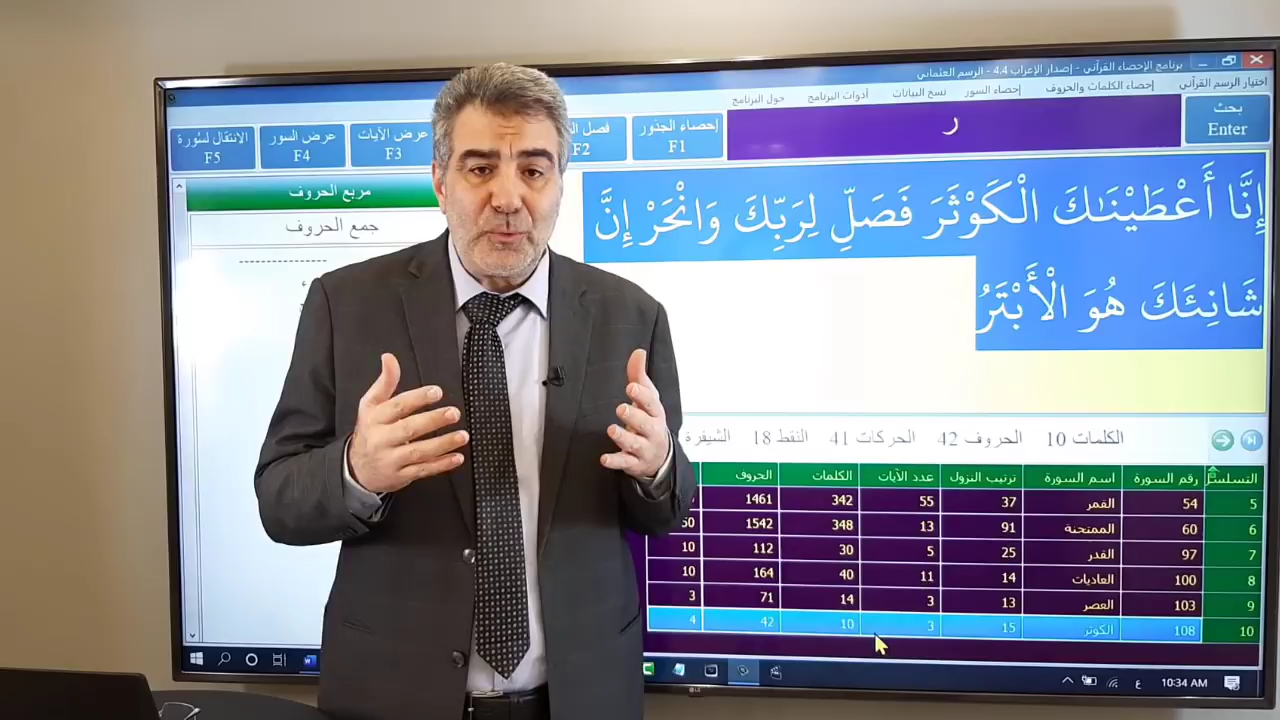 برنامج الإحصاء القرآني - إصدار الإعراب 4.4 - الرسم العثماني
اختيار الرسم القرآني إحصاء الكلمات والحروف إحصاء السور نسخ البيانات أدوات البرنامج حول البرنامج
بحث
Enter
ر
إحصاء الجذور
F1
فصل
F2
عرض الآيات
F3
عرض السور
F4
الانتقال لسورة
F5
مربع الحروف
جمع الحروف
----------------
إِنَّا أَعْطَيْنَـٰكَ الْكَوْثَرَ فَصَلِّ لِرَبِّكَ وَانْحَرْ إِنَّ
شَانِئَكَ هُوَ الْأَبْتَرُ
الكلمات 10 الحروف 42 الحركات 41 النقط 18 الشيفرة
التسلسل رقم السورة اسم السورة ترتيب النزول عدد الآيات الكلمات الحروف
5 54 القمر 37 55 342 1461
6 60 الممتحنة 91 13 348 1542
7 97 القدر 25 5 30 112 10
8 100 العاديات 14 11 40 164 10
9 103 العصر 13 3 14 71 3
10 108 الكوثر 15 3 10 42 4
ع 10:34 AM
LG